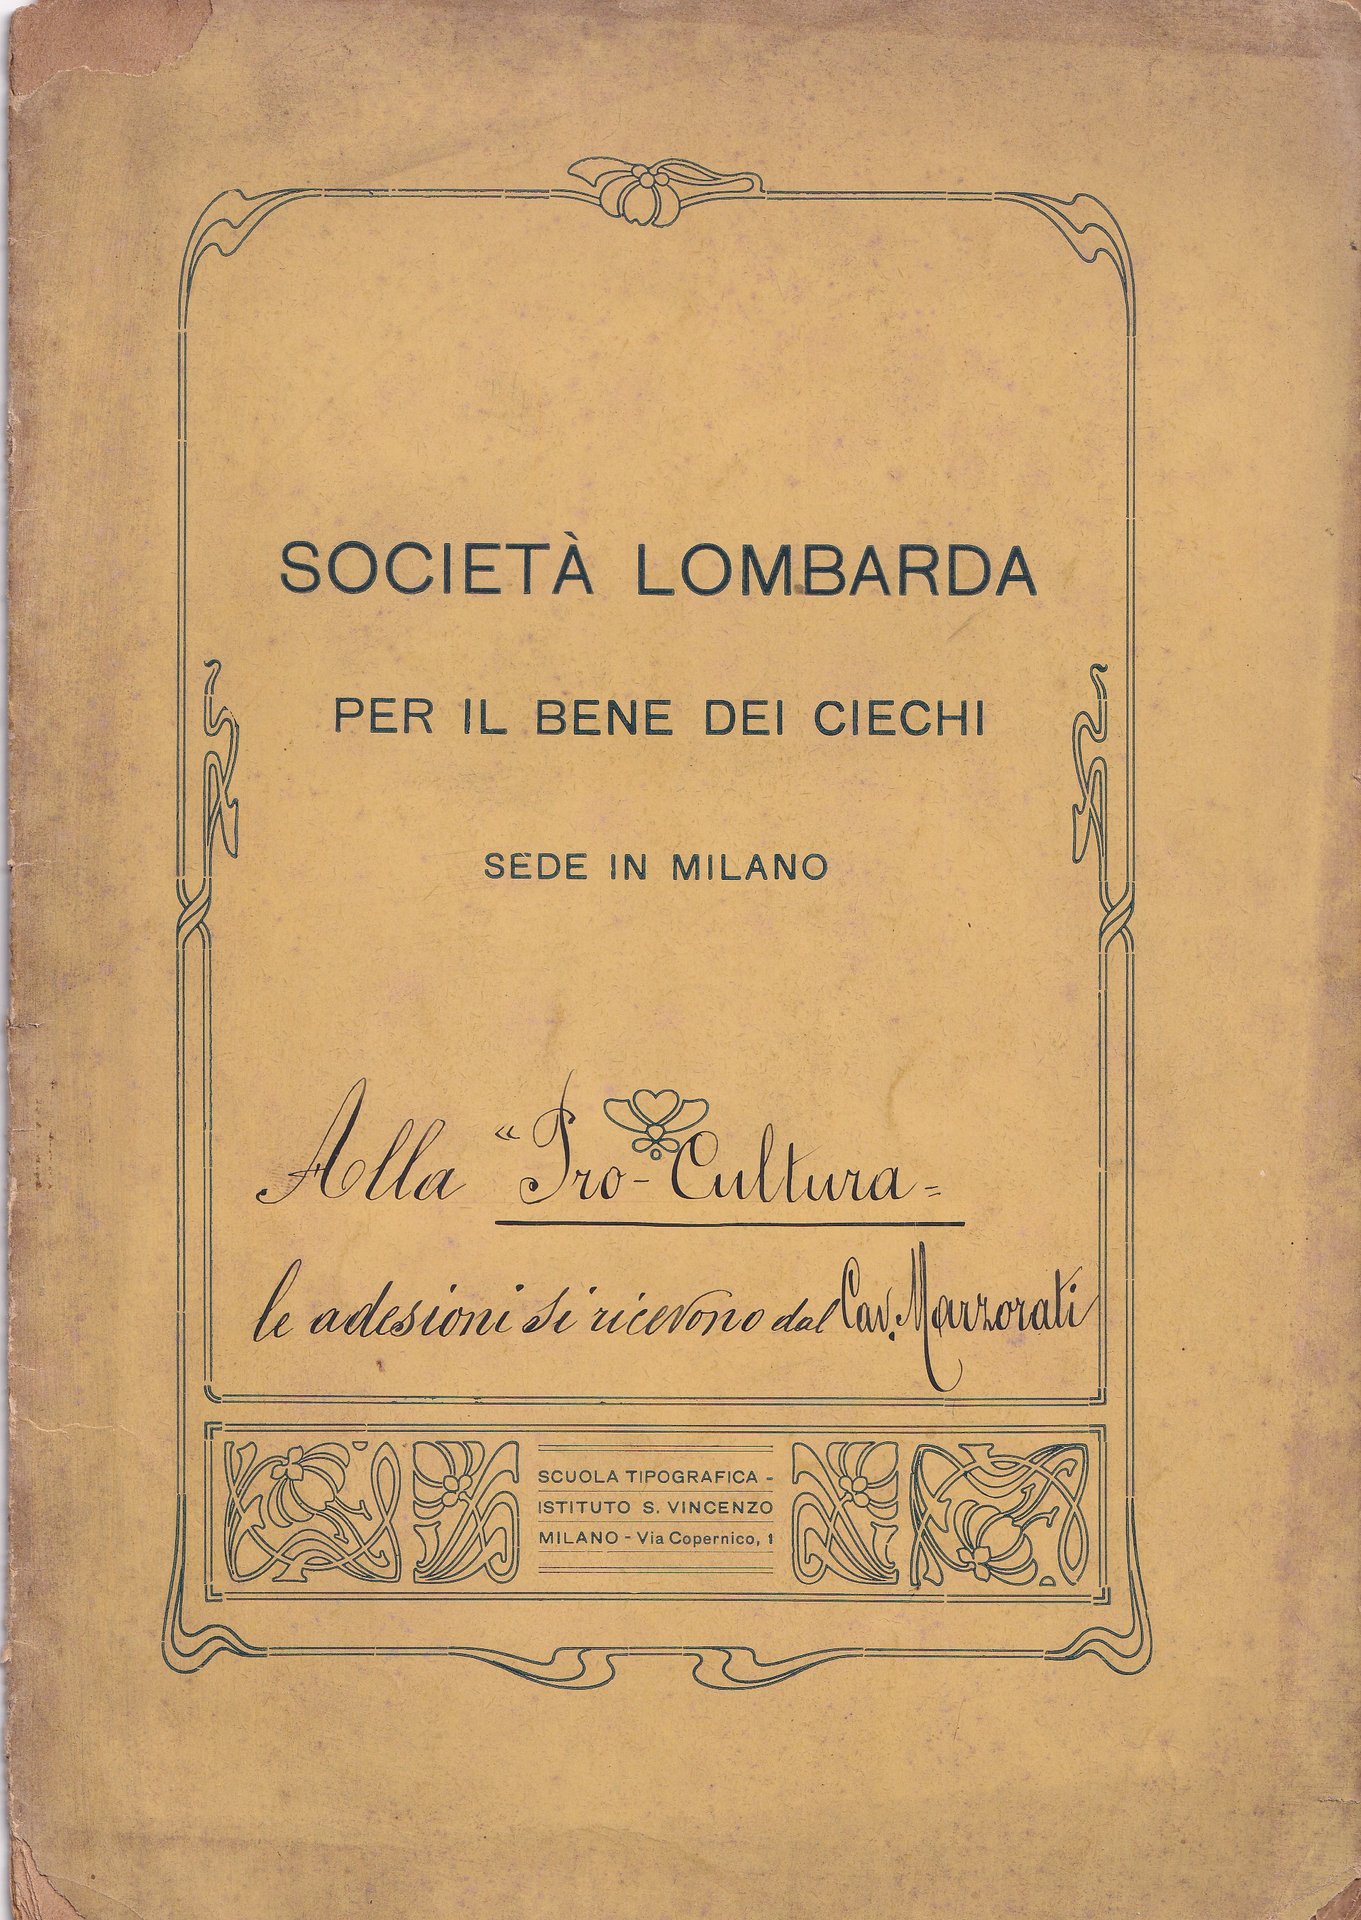 SOCIETÀ LOMBARDA
PER IL BENE DEI CIECHI
SEDE IN MILANO
Alla “Pro-Cultura„
le adesioni si ricevono dal Cav. Marzorati
SCUOLA TIPOGRAFICA -
ISTITUTO S. VINCENZO
MILANO - Via Copernico, 1